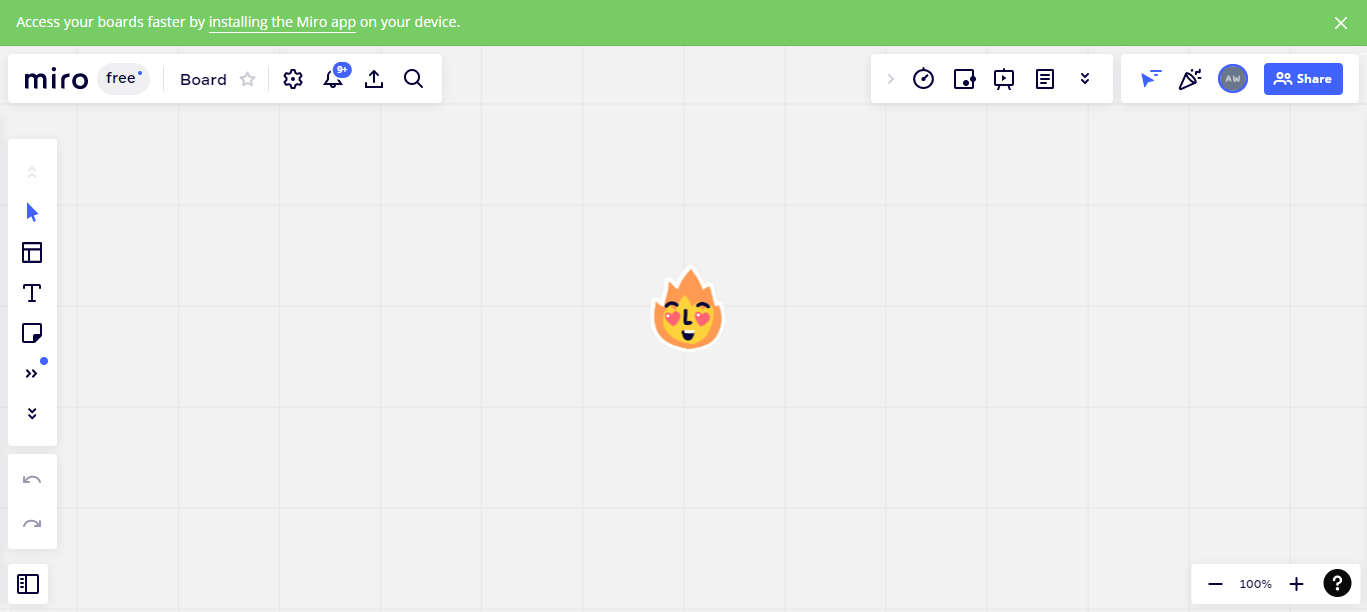 Access your boards faster by installing the Miro app on your device.
miro
free
Board
9+
AW
Share
100%
?